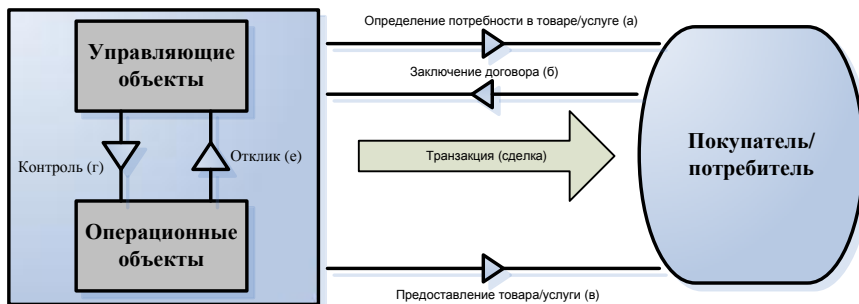 Определение потребности в товаре/услуге (а)
Управляющие
объекты
Заключение договора (б)
Контроль (г)
Отклик (е)
Транзакция (сделка)
Покупатель/
потребитель
Операционные
объекты
Предоставление товара/услуги (в)